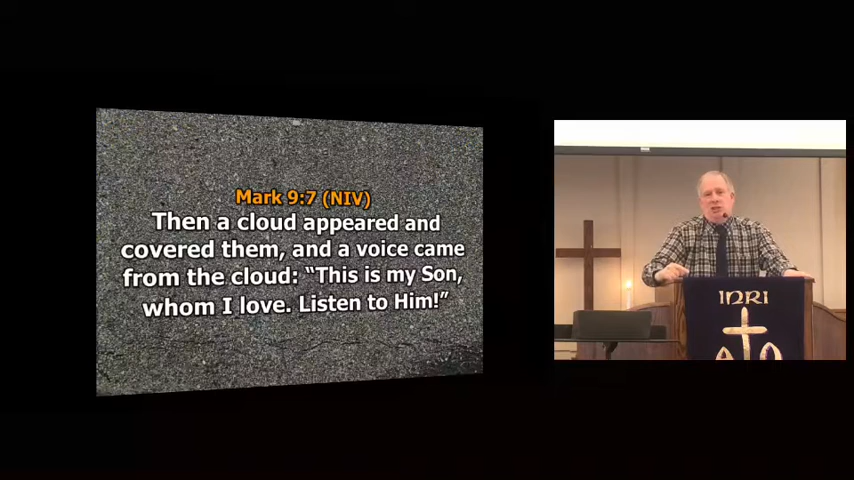 Mark 9:7 (NIV)
Then a cloud appeared and
covered them, and a voice came
from the cloud: “This is my Son,
whom I love. Listen to Him!”
INRI